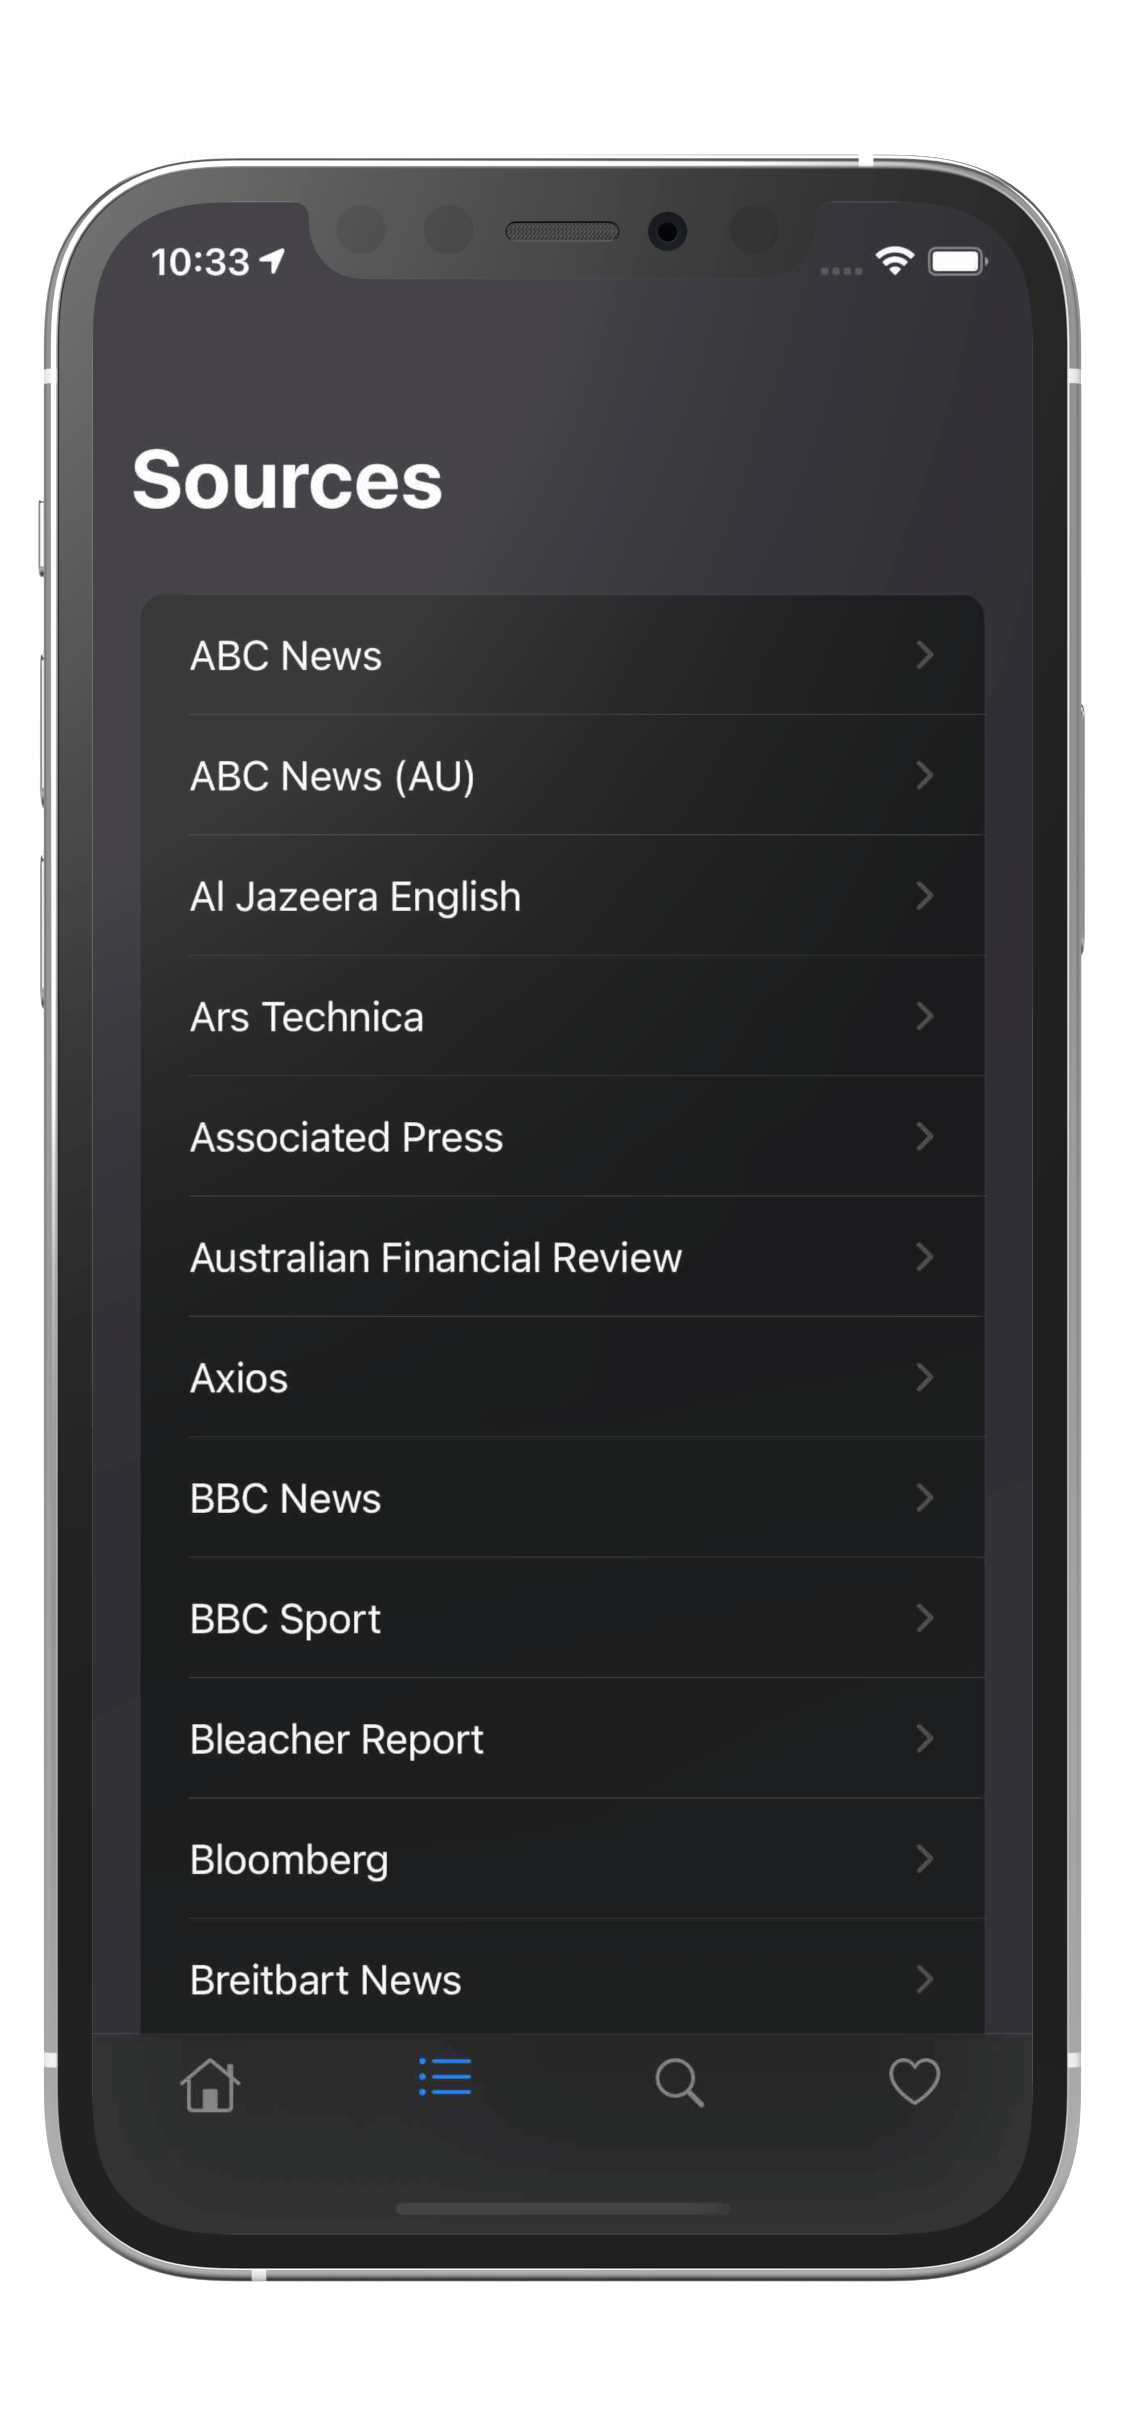 10:33
Sources
ABC News
ABC News (AU)
Al Jazeera English
Ars Technica
Associated Press
Australian Financial Review
Axios
BBC News
BBC Sport
Bleacher Report
Bloomberg
Breitbart News